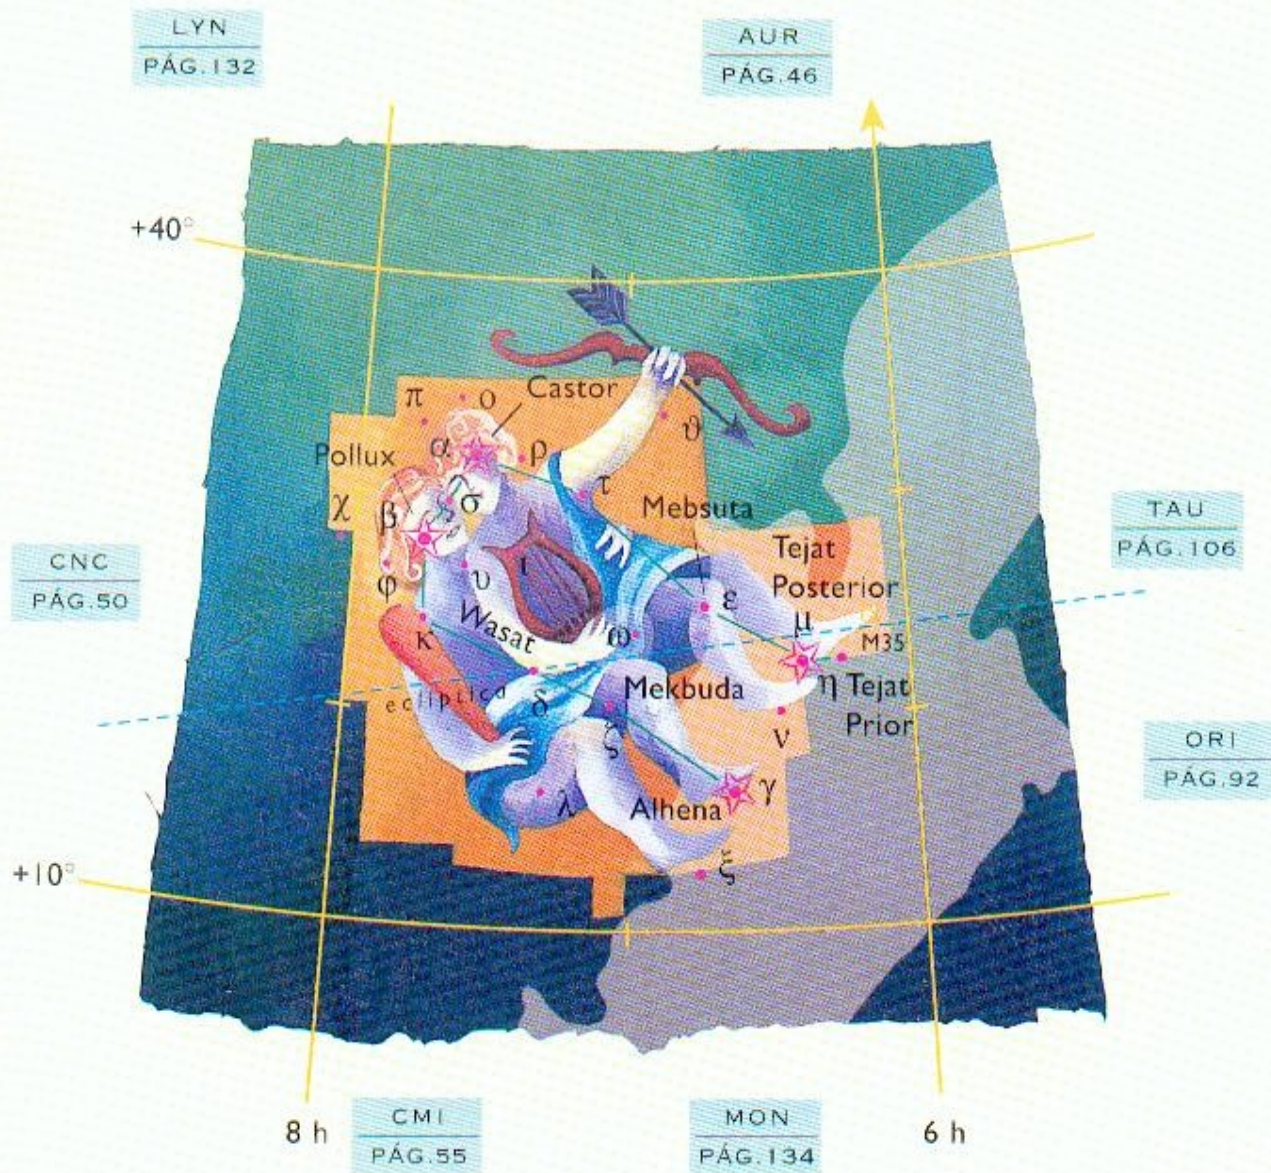 LYN
PÁG.132
AUR
PÁG.46
+40°
π
ο
Castor
ϑ
α
ρ
Pollux
τ
χ
β
σ
Mebsuta
TAU
PÁG.106
Tejat
Posterior
CNC
PÁG.50
φ
υ
ι
ε
μ
M35
κ
Wasat
ω
eclíptica
δ
Mekbuda
η Tejat
Prior
ζ
ν
ORI
PÁG.92
λ
Alhena
γ
+10°
ξ
8 h
CMI
PÁG.55
MON
PÁG.134
6 h